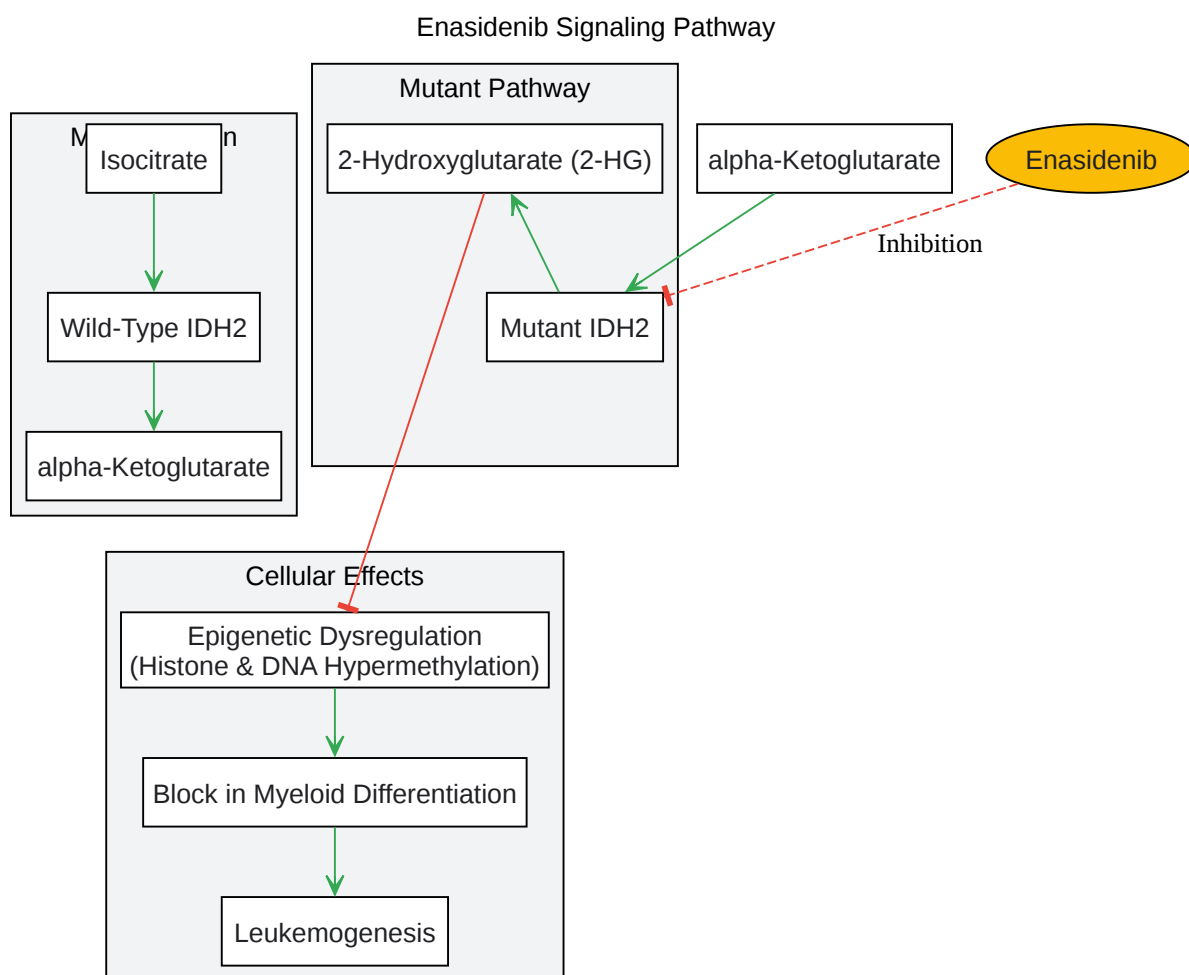 Enasidenib Signaling Pathway
Mutant Pathway
Isocitrate
2-Hydroxyglutarate (2-HG)
alpha-Ketoglutarate
Enasidenib
Inhibition
Wild-Type IDH2
Mutant IDH2
alpha-Ketoglutarate
Cellular Effects
Epigenetic Dysregulation
(Histone & DNA Hypermethylation)
Block in Myeloid Differentiation
Leukemogenesis